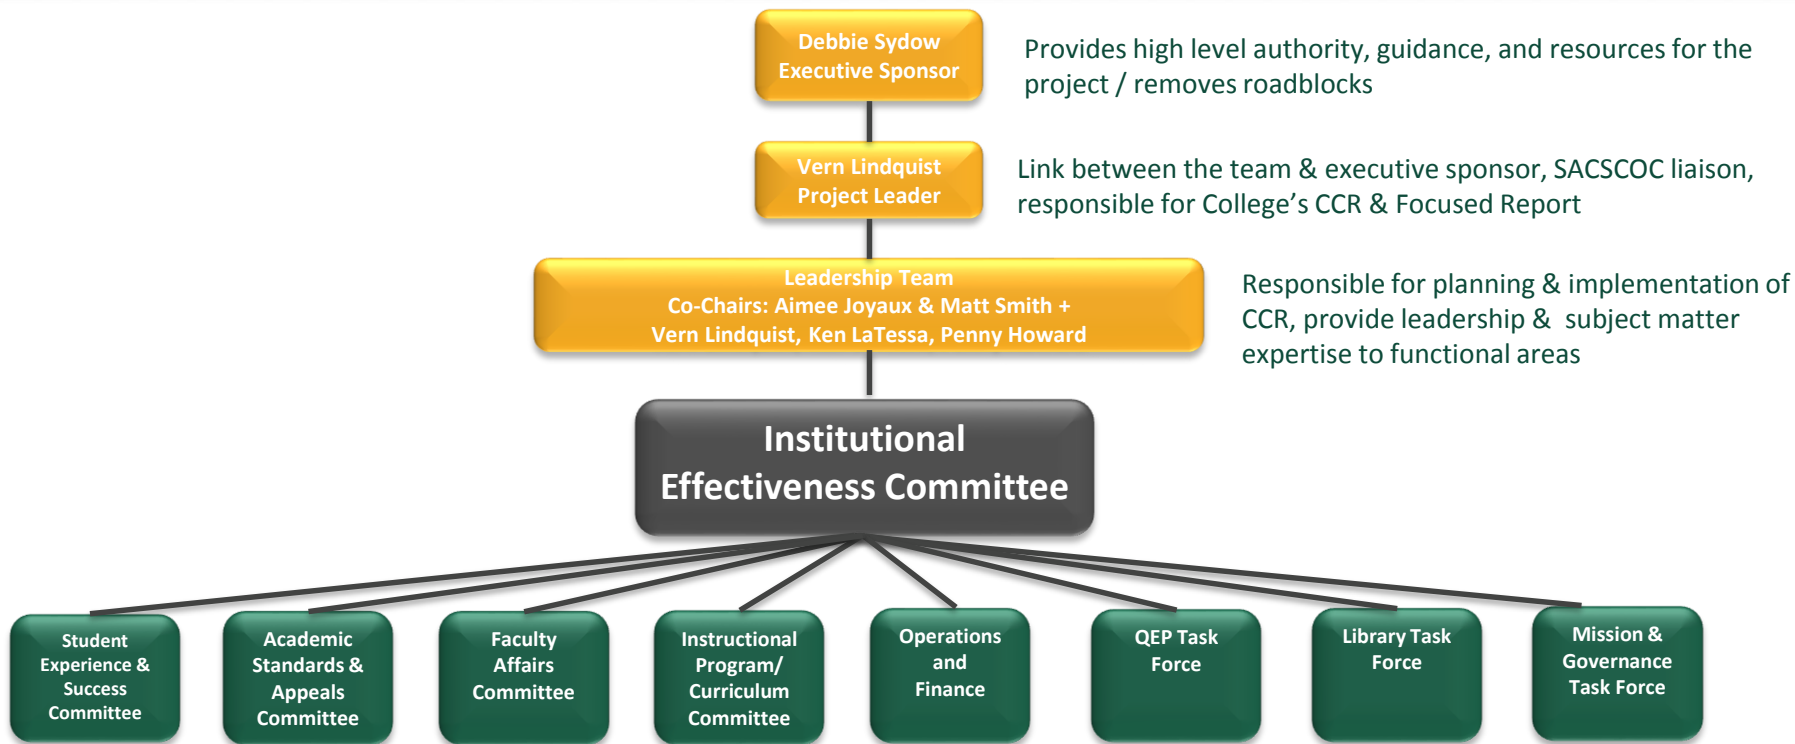 Debbie Sydow
Executive Sponsor
Provides high level authority, guidance, and resources for the
project / removes roadblocks
Vern Lindquist
Project Leader
Link between the team & executive sponsor, SACSCOC liaison,
responsible for College’s CCR & Focused Report
Leadership Team
Co-Chairs: Aimee Joyaux & Matt Smith +
Vern Lindquist, Ken LaTessa, Penny Howard
Responsible for planning & implementation of
CCR, provide leadership & subject matter
expertise to functional areas
Institutional
Effectiveness Committee
Student
Experience &
Success
Committee
Academic
Standards &
Appeals
Committee
Faculty
Affairs
Committee
Instructional
Program/
Curriculum
Committee
Operations
and
Finance
QEP Task
Force
Library Task
Force
Mission &
Governance
Task Force